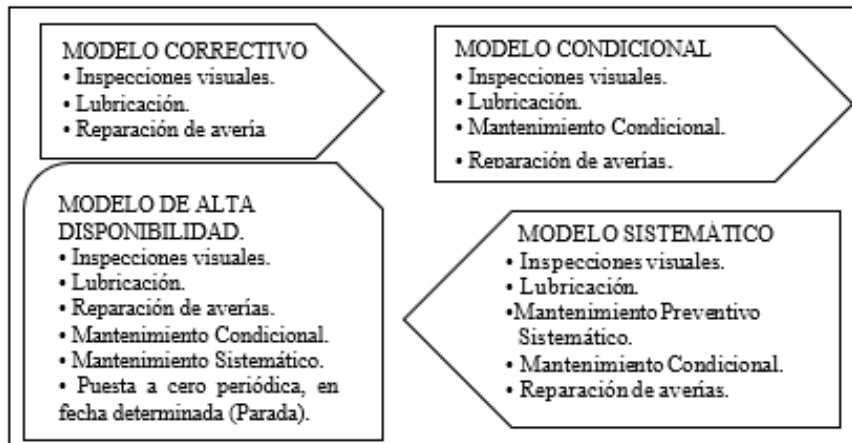 MODELO CORRECTIVO
• Inspecciones visuales.
• Lubricación.
• Reparación de avería
MODELO CONDICIONAL
• Inspecciones visuales.
• Lubricación.
• Mantenimiento Condicional.
• Reparación de averías.
MODELO DE ALTA
DISPONIBILIDAD.
• Inspecciones visuales.
• Lubricación.
• Reparación de averías.
• Mantenimiento Condicional.
• Mantenimiento Sistemático.
• Puesta a cero periódica, en
fecha determinada (Parada).
MODELO SISTEMÁTICO
• Inspecciones visuales.
• Lubricación.
•Mantenimiento Preventivo
Sistemático.
• Mantenimiento Condicional.
• Reparación de averías.